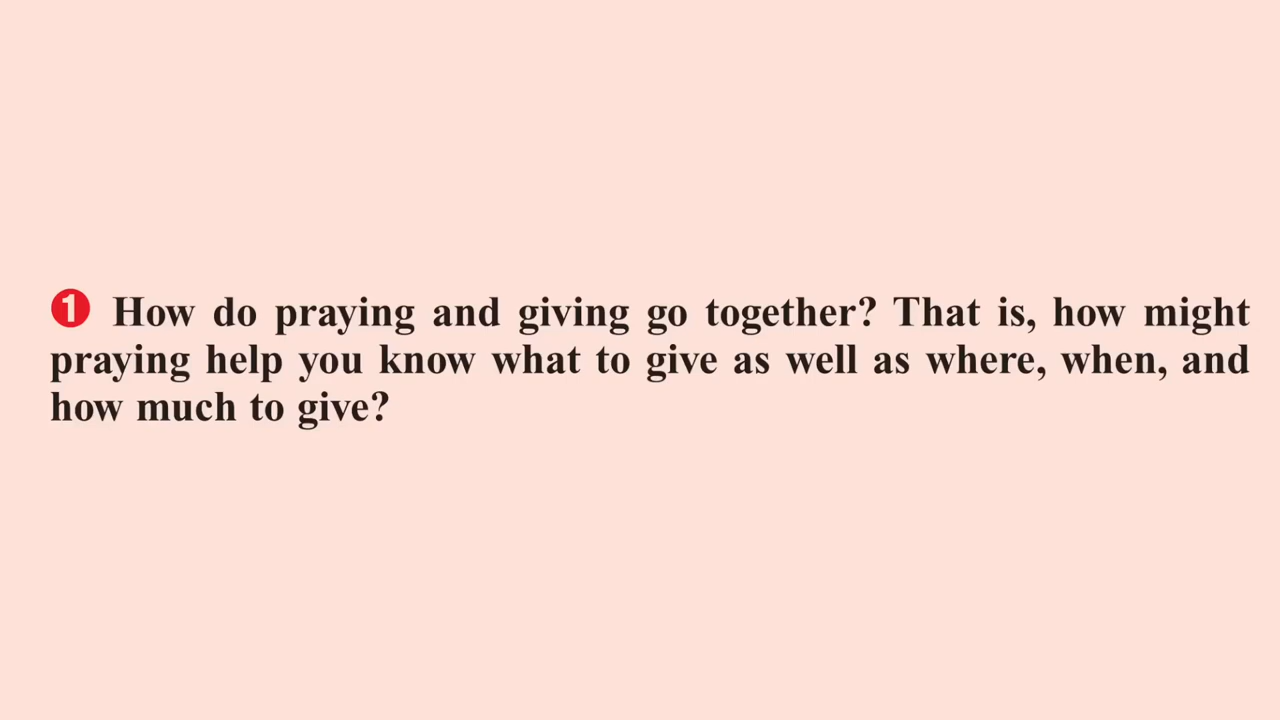 ❶ How do praying and giving go together? That is, how might
praying help you know what to give as well as where, when, and
how much to give?